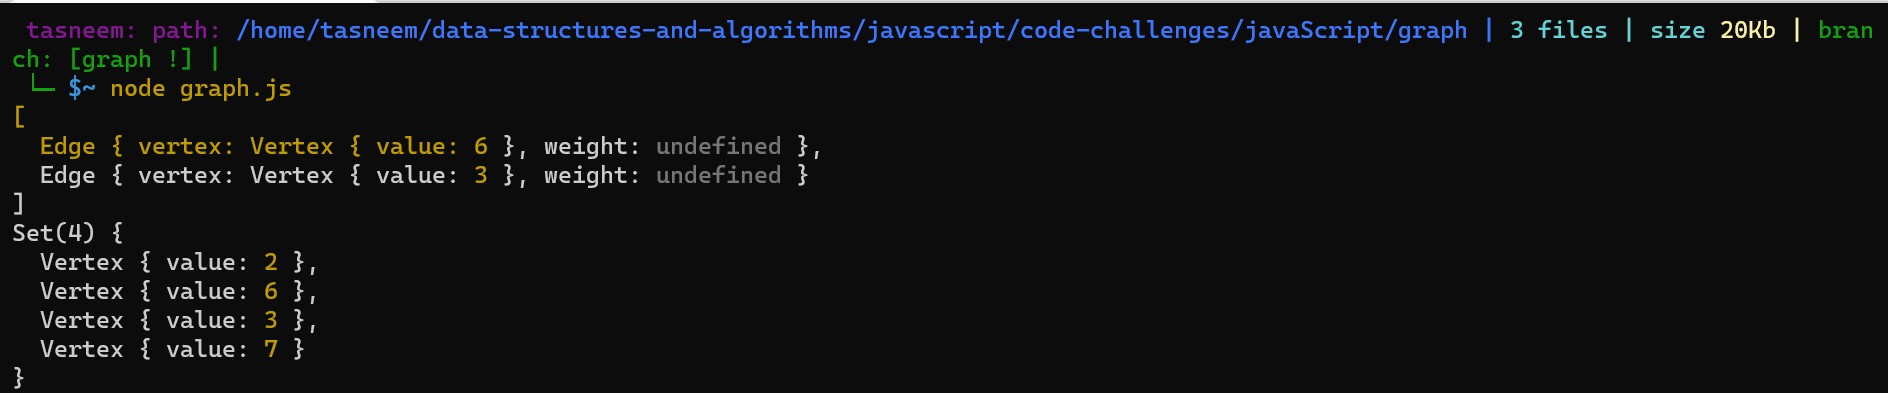 tasneem: path: /home/tasneem/data-structures-and-algorithms/javascript/code-challenges/javaScript/graph | 3 files | size 20Kb | bran
ch: [graph !] |
└─ $~ node graph.js
[
  Edge { vertex: Vertex { value: 6 }, weight: undefined },
  Edge { vertex: Vertex { value: 3 }, weight: undefined }
]
Set(4) {
  Vertex { value: 2 },
  Vertex { value: 6 },
  Vertex { value: 3 },
  Vertex { value: 7 }
}